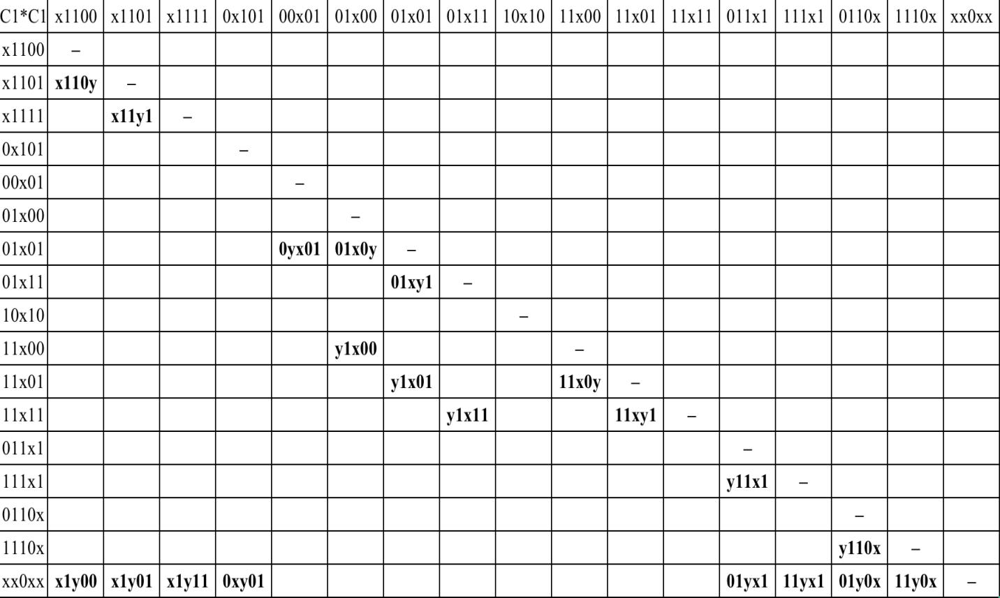 C1*C1 x1100 x1101 x1111 0x101 00x01 01x00 01x01 01x11 10x10 11x00 11x01 11x11 011x1 111x1 0110x 1110x xx0xx
x1100 –
x1101 x110y –
x1111 x11y1 –
0x101 –
00x01 –
01x00 –
01x01 0yx01 01x0y –
01x11 01xy1 –
10x10 –
11x00 y1x00 –
11x01 y1x01 11x0y –
11x11 y1x11 11xy1 –
011x1 –
111x1 y11x1 –
0110x –
1110x y110x –
xx0xx x1y00 x1y01 x1y11 0xy01 01yx1 11yx1 01y0x 11y0x –